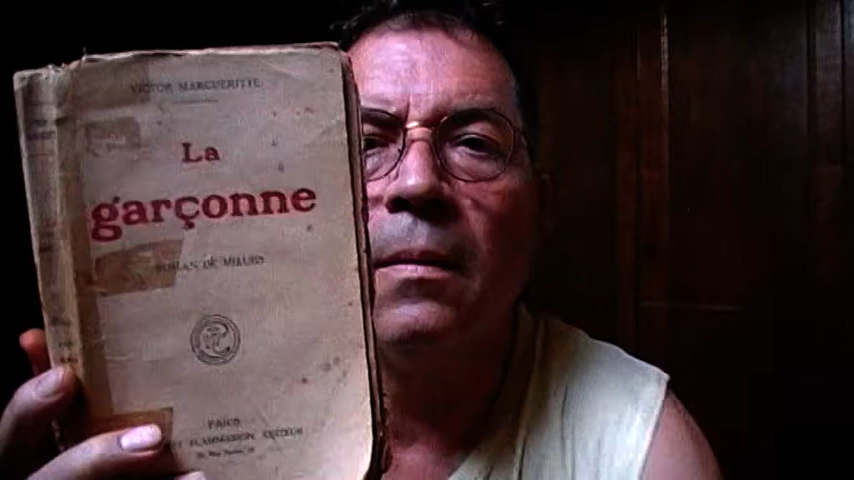 VICTOR MARGUERITTE
La
garçonne
ROMAN DE MŒURS
PARIS
FLAMMARION, ÉDITEUR